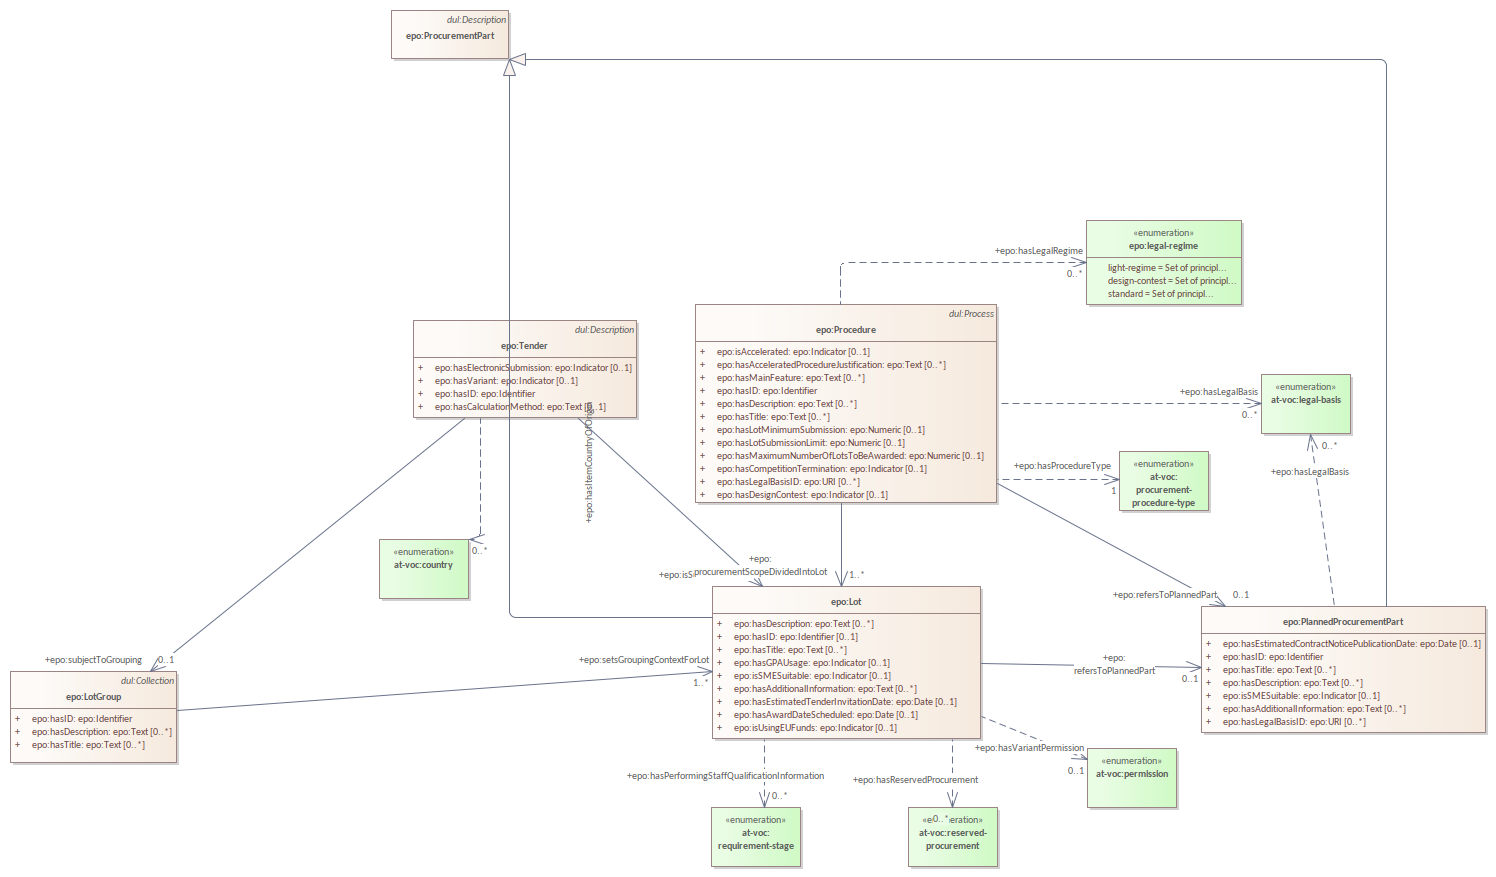 dul:Description
epo:ProcurementPart
+epo:hasLegalRegime
0..*
«enumeration»
epo:legal-regime
light-regime = Set of principl...
design-contest = Set of principl...
standard = Set of principl...
dul:Description
epo:Tender
+ epo:hasElectronicSubmission: epo:Indicator [0..1]
+ epo:hasVariant: epo:Indicator [0..1]
+ epo:hasID: epo:Identifier
+ epo:hasCalculationMethod: epo:Text [0..1]
dul:Process
epo:Procedure
+ epo:isAccelerated: epo:Indicator [0..1]
+ epo:hasAcceleratedProcedureJustification: epo:Text [0..*]
+ epo:hasMainFeature: epo:Text [0..*]
+ epo:hasID: epo:Identifier
+ epo:hasDescription: epo:Text [0..*]
+ epo:hasTitle: epo:Text [0..*]
+ epo:hasLotMinimumSubmission: epo:Numeric [0..1]
+ epo:hasLotSubmissionLimit: epo:Numeric [0..1]
+ epo:hasMaximumNumberOfLotsToBeAwarded: epo:Numeric [0..1]
+ epo:hasCompetitionTermination: epo:Indicator [0..1]
+ epo:hasLegalBasisID: epo:URI [0..*]
+ epo:hasDesignContest: epo:Indicator [0..1]
+epo:hasLegalBasis
0..*
«enumeration»
at-voc:legal-basis
0..*
+epo:hasLegalBasis
+epo:hasProcedureType
1
«enumeration»
at-voc:
procurement-
procedure-type
+epo:hasItemCountryOfOrigin
0..*
«enumeration»
at-voc:country
+epo:
procurementScopeDividedIntoLot
1..*
+epo:isS
+epo:refersToPlannedPart
0..1
epo:Lot
+ epo:hasDescription: epo:Text [0..*]
+ epo:hasID: epo:Identifier [0..1]
+ epo:hasTitle: epo:Text [0..*]
+ epo:hasGPAUsage: epo:Indicator [0..1]
+ epo:isSMESuitable: epo:Indicator [0..1]
+ epo:hasAdditionalInformation: epo:Text [0..*]
+ epo:hasEstimatedTenderInvitationDate: epo:Date [0..1]
+ epo:hasAwardDateScheduled: epo:Date [0..1]
+ epo:isUsingEUFunds: epo:Indicator [0..1]
epo:PlannedProcurementPart
+ epo:hasEstimatedContractNoticePublicationDate: epo:Date [0..1]
+ epo:hasID: epo:Identifier
+ epo:hasTitle: epo:Text [0..*]
+ epo:hasDescription: epo:Text [0..*]
+ epo:isSMESuitable: epo:Indicator [0..1]
+ epo:hasAdditionalInformation: epo:Text [0..*]
+ epo:hasLegalBasisID: epo:URI [0..*]
+epo:subjectToGrouping
0..1
+epo:setsGroupingContextForLot
1..*
+epo:
refersToPlannedPart
0..1
dul:Collection
epo:LotGroup
+ epo:hasID: epo:Identifier
+ epo:hasDescription: epo:Text [0..*]
+ epo:hasTitle: epo:Text [0..*]
+epo:hasVariantPermission
0..1
«enumeration»
at-voc:permission
+epo:hasPerformingStaffQualificationInformation
0..*
+epo:hasReservedProcurement
0..*
«enumeration»
at-voc:
requirement-stage
at-voc:reserved-
procurement